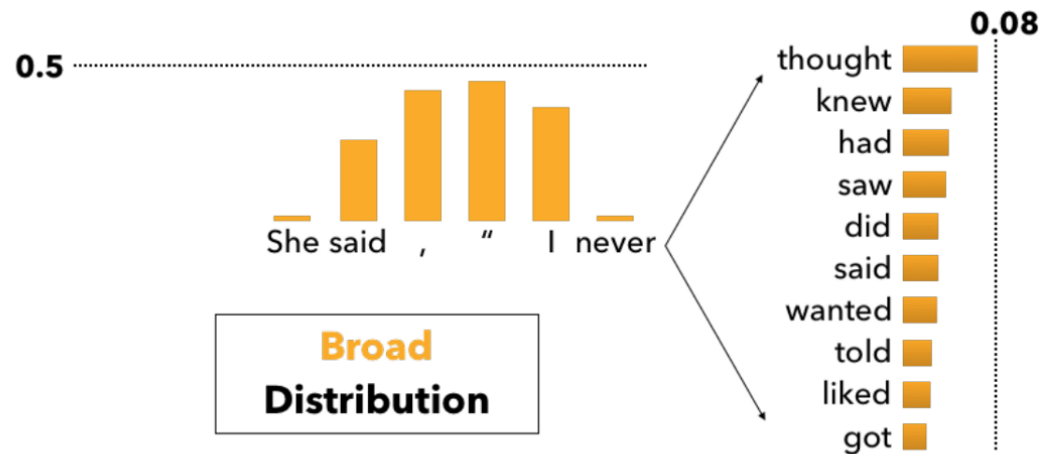 0.5
She said , “ I never
Broad
Distribution
0.08
thought
knew
had
saw
did
said
wanted
told
liked
got